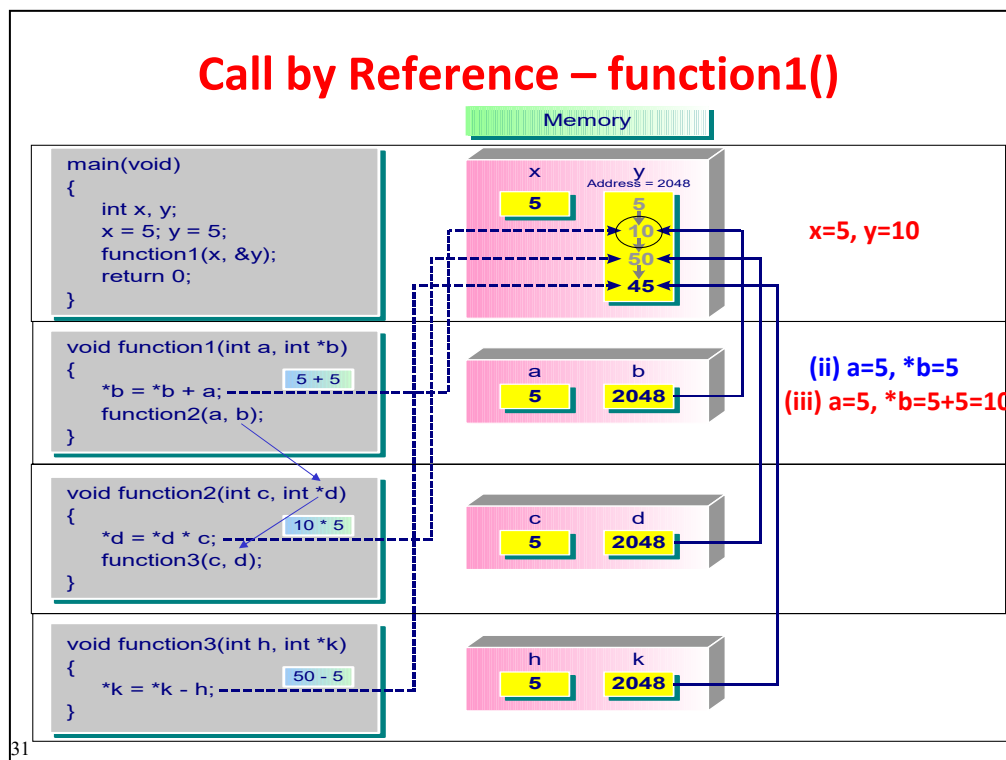 Call by Reference – function1()
Memory
main(void)
{
int x, y;
x = 5; y = 5;
function1(x, &y);
return 0;
}
x
y
Address = 2048
5
5
10
50
45
x=5, y=10
void function1(int a, int *b)
{
*b = *b + a;
5 + 5
function2(a, b);
}
a
b
5
2048
(ii) a=5, *b=5
(iii) a=5, *b=5+5=10
void function2(int c, int *d)
{
*d = *d * c;
10 * 5
function3(c, d);
}
c
d
5
2048
void function3(int h, int *k)
{
*k = *k - h;
50 - 5
}
h
k
5
2048
31